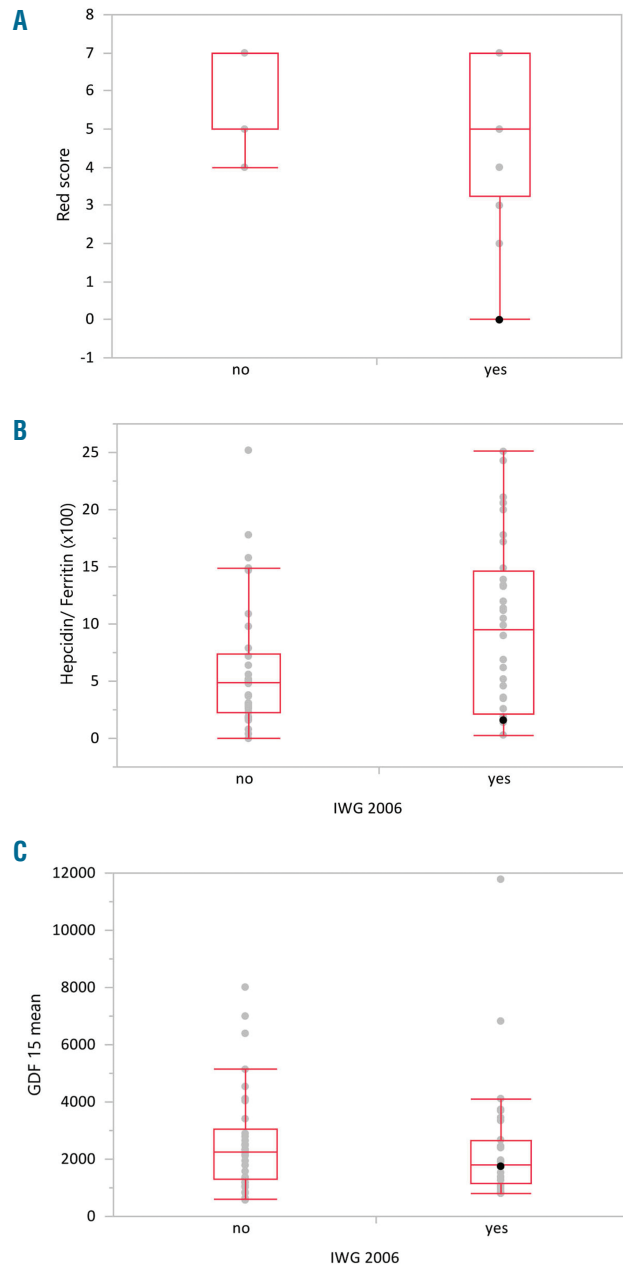 A
Red score
8
7
6
5
4
3
2
1
0
-1
no yes
B
Hepcidin/ Ferritin (x100)
25
20
15
10
5
0
no yes
IWG 2006
C
GDF 15 mean
12000
10000
8000
6000
4000
2000
0
no yes
IWG 2006